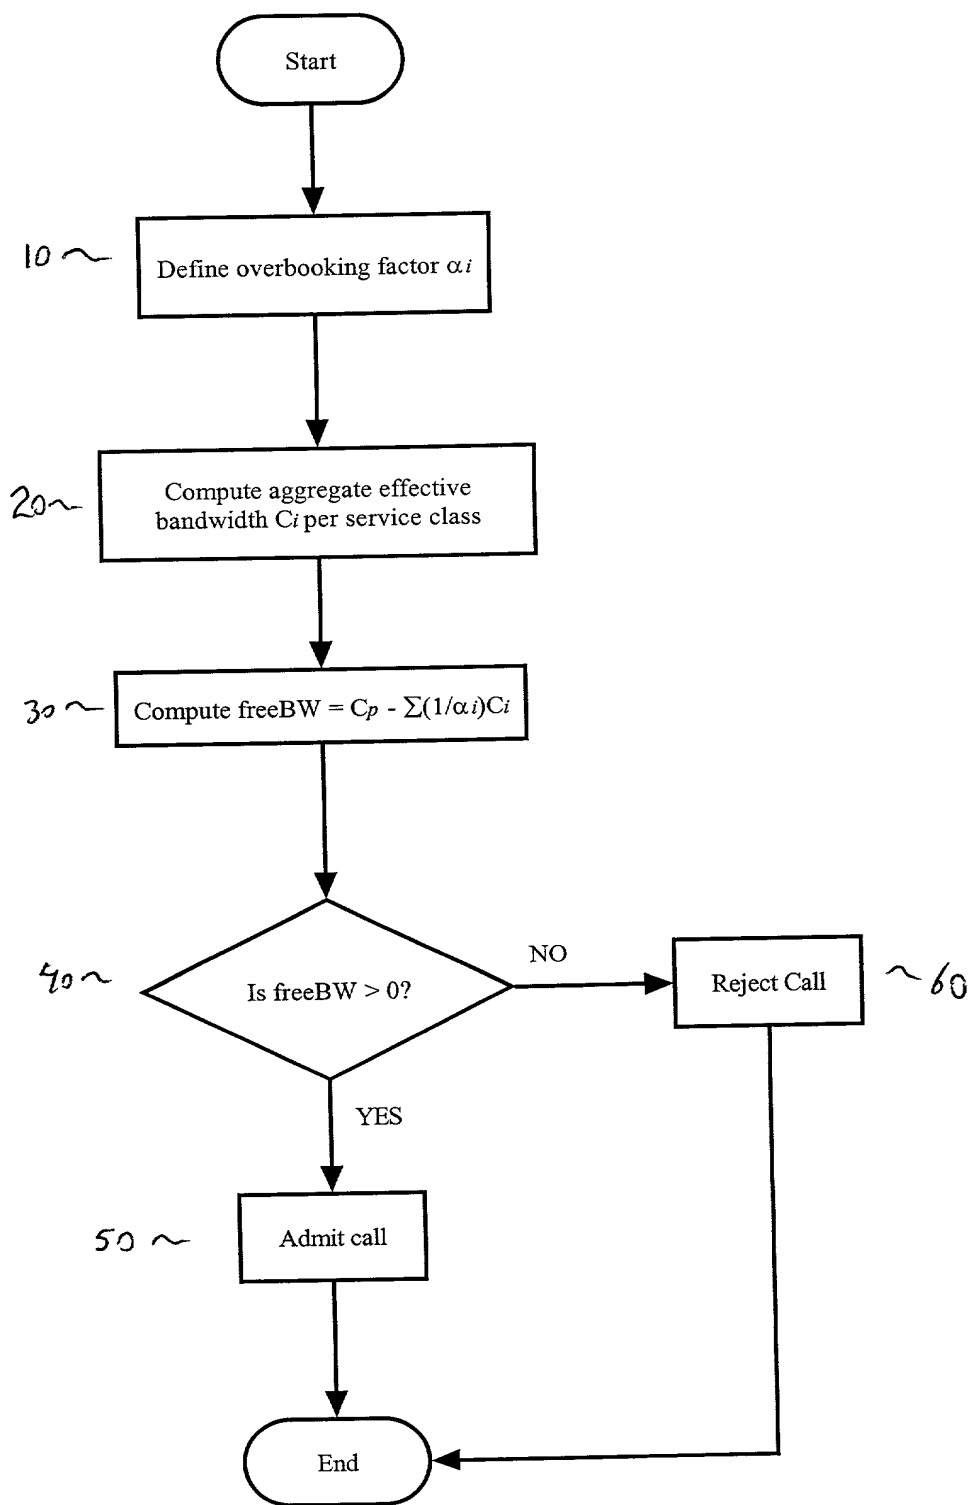 Start
10 ~
Define overbooking factor αi
20~
Compute aggregate effective
bandwidth Ci per service class
30~
Compute freeBW = Cp - Σ(1/αi)Ci
40~
Is freeBW > 0?
NO
Reject Call
~60
YES
50 ~
Admit call
End